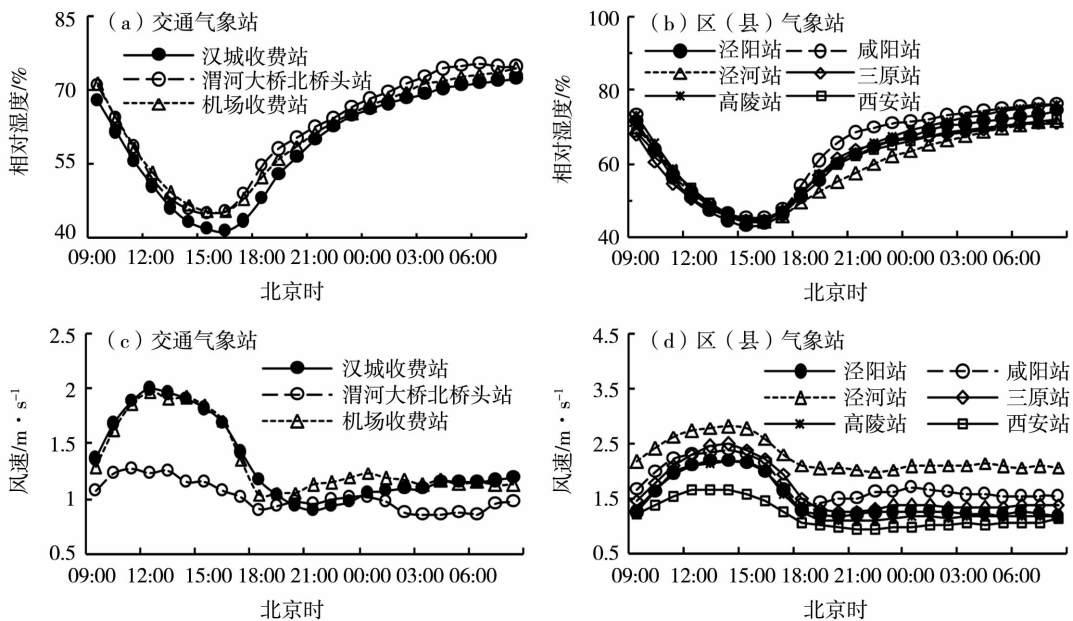 （a）交通气象站
85
70
55
40
相对湿度/%
汉城收费站
渭河大桥北桥头站
机场收费站
09:00 12:00 15:00 18:00 21:00 00:00 03:00 06:00
北京时
（b）区（县）气象站
100
80
60
40
相对湿度/%
泾阳站 咸阳站
泾河站 三原站
高陵站 西安站
09:00 12:00 15:00 18:00 21:00 00:00 03:00 06:00
北京时
（c）交通气象站
2.5
2
1.5
1
0.5
风速/m·s⁻¹
汉城收费站
渭河大桥北桥头站
机场收费站
09:00 12:00 15:00 18:00 21:00 00:00 03:00 06:00
北京时
（d）区（县）气象站
4.5
3.5
2.5
1.5
0.5
风速/m·s⁻¹
泾阳站 咸阳站
泾河站 三原站
高陵站 西安站
09:00 12:00 15:00 18:00 21:00 00:00 03:00 06:00
北京时